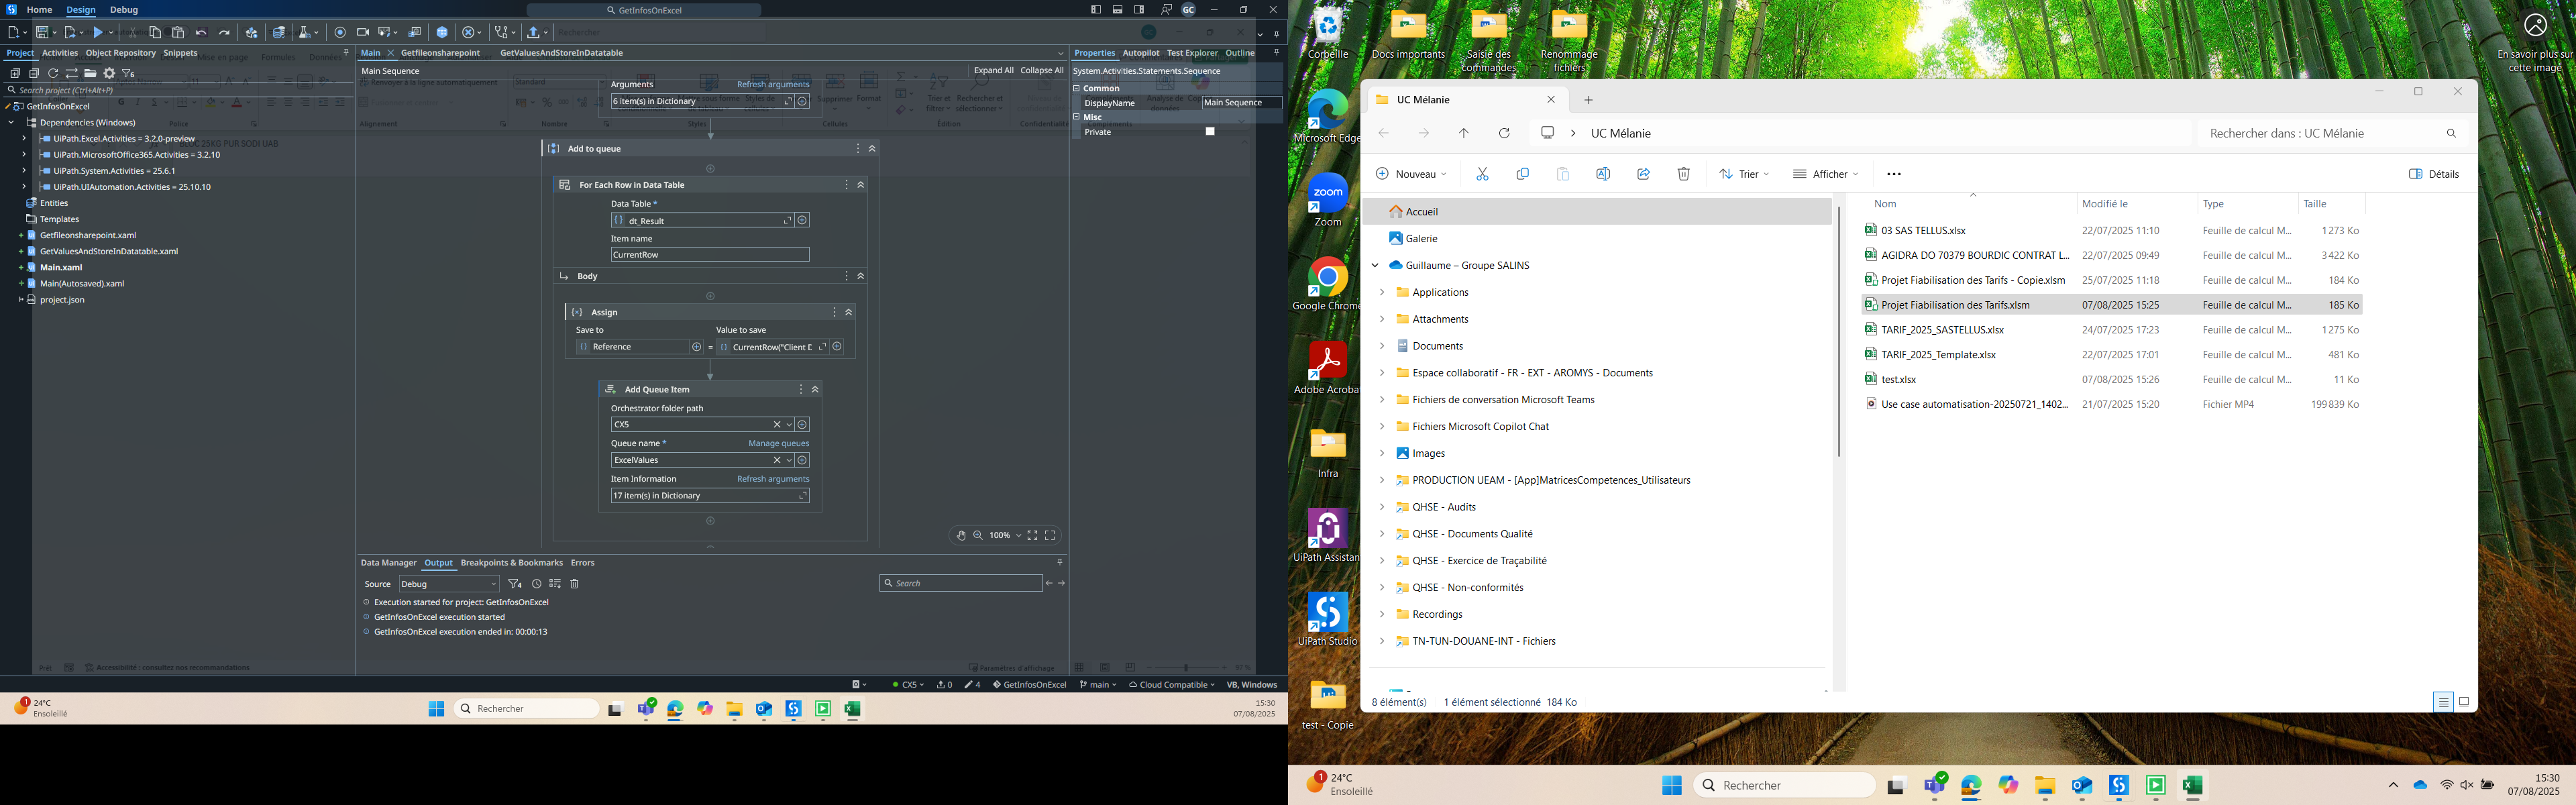 Home Design Debug
GetInfosOnExcel
GC
Rechercher
Project Activities Object Repository Snippets
Main Getfileonsharepoint GetValuesAndStoreInDatatable
Properties Autopilot Test Explorer Outline
Main Sequence
Expand All Collapse All
System.Activities.Statements.Sequence
Search project (Ctrl+Alt+P)
GetInfosOnExcel
Dependencies (Windows)
UiPath.Excel.Activities = 3.2.0-preview
UiPath.MicrosoftOffice365.Activities = 3.2.10
UiPath.System.Activities = 25.6.1
UiPath.UIAutomation.Activities = 25.10.10
Entities
Templates
Getfileonsharepoint.xaml
GetValuesAndStoreInDatatable.xaml
Main.xaml
Main(Autosaved).xaml
project.json
Arguments Refresh arguments
6 item(s) in Dictionary
Add to queue
For Each Row in Data Table
Data Table *
dt_Result
Item name
CurrentRow
Body
Assign
Save to Value to save
Reference = CurrentRow("Client D
Add Queue Item
Orchestrator folder path
CX5
Queue name * Manage queues
ExcelValues
Item Information Refresh arguments
17 item(s) in Dictionary
100%
Common
DisplayName Main Sequence
Misc
Private
Data Manager Output Breakpoints & Bookmarks Errors
Source Debug
Search
Execution started for project: GetInfosOnExcel
GetInfosOnExcel execution started
GetInfosOnExcel execution ended in: 00:00:13
Prêt Accessibilité : consultez nos recommandations
Paramètres d'affichage
97 %
CX5 0 4 GetInfosOnExcel main Cloud Compatible VB, Windows
1 24°C
Ensoleillé
Rechercher
15:30
07/08/2025
Corbeille
Docs importants
Saisie des commandes
Renommage fichiers
En savoir plus sur cette image
Microsoft Edge
Zoom
Google Chrome
Adobe Acrobat
Infra
UiPath Assistan
UiPath Studio
test - Copie
UC Mélanie
UC Mélanie
Rechercher dans : UC Mélanie
Nouveau Trier Afficher Détails
Accueil
Galerie
Guillaume – Groupe SALINS
Applications
Attachments
Documents
Espace collaboratif - FR - EXT - AROMYS - Documents
Fichiers de conversation Microsoft Teams
Fichiers Microsoft Copilot Chat
Images
PRODUCTION UEAM - [App]MatricesCompetences_Utilisateurs
QHSE - Audits
QHSE - Documents Qualité
QHSE - Exercice de Traçabilité
QHSE - Non-conformités
Recordings
TN-TUN-DOUANE-INT - Fichiers
Nom Modifié le Type Taille
03 SAS TELLUS.xlsx 22/07/2025 11:10 Feuille de calcul M... 1 273 Ko
AGIDRA DO 70379 BOURDIC CONTRAT L... 22/07/2025 09:49 Feuille de calcul M... 3 422 Ko
Projet Fiabilisation des Tarifs - Copie.xlsm 25/07/2025 11:18 Feuille de calcul M... 184 Ko
Projet Fiabilisation des Tarifs.xlsm 07/08/2025 15:25 Feuille de calcul M... 185 Ko
TARIF_2025_SASTELLUS.xlsx 24/07/2025 17:23 Feuille de calcul M... 1 275 Ko
TARIF_2025_Template.xlsx 22/07/2025 17:01 Feuille de calcul M... 481 Ko
test.xlsx 07/08/2025 15:26 Feuille de calcul M... 11 Ko
Use case automatisation-20250721_1402... 21/07/2025 15:20 Fichier MP4 199 839 Ko
8 élément(s) 1 élément sélectionné 184 Ko
1 24°C
Ensoleillé
Rechercher
15:30
07/08/2025